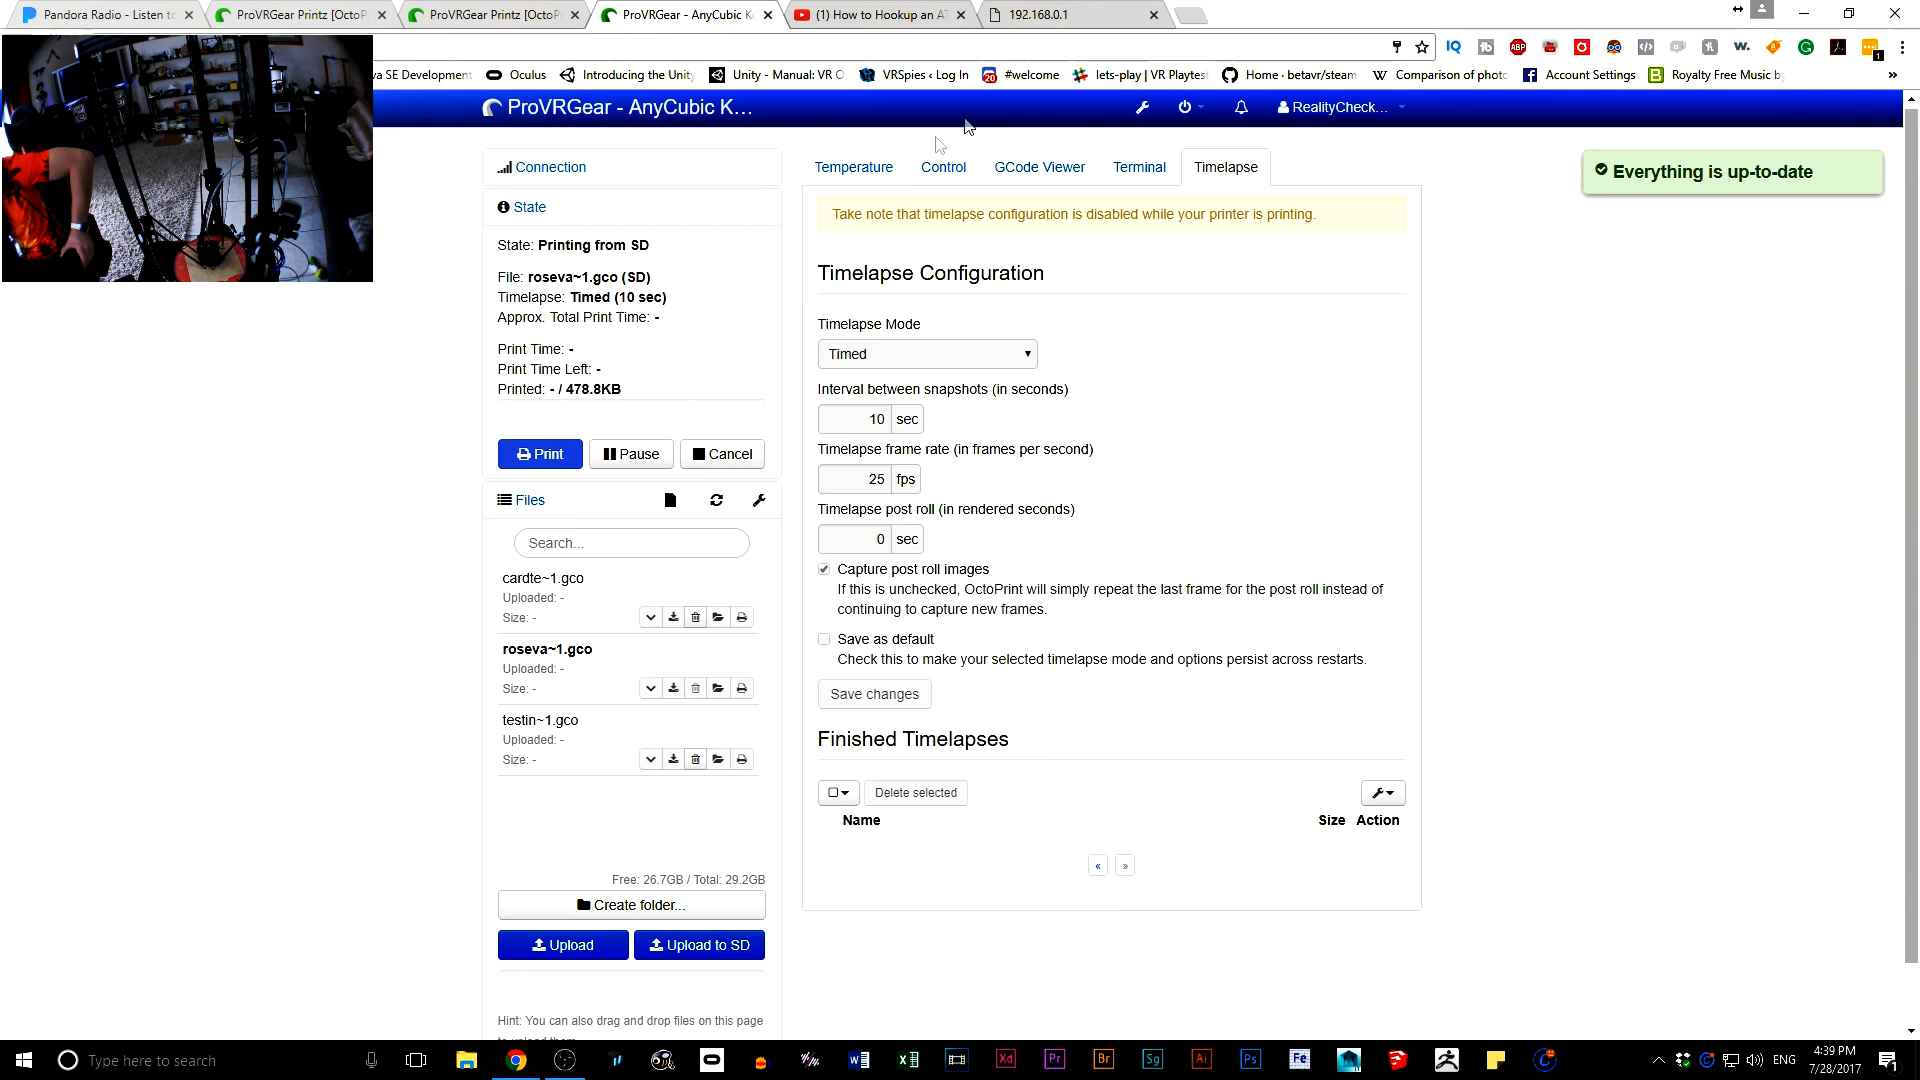 Pandora Radio - Listen to
ProVRGear Printz [OctoP
ProVRGear Printz [OctoP
ProVRGear - AnyCubic K
(1) How to Hookup an AT
192.168.0.1
va SE Development
Oculus
Introducing the Unity
Unity - Manual: VR O
VRSpies ‹ Log In
#welcome
lets-play | VR Playtest
Home · betavr/steam
Comparison of photo
Account Settings
Royalty Free Music by
»
ProVRGear - AnyCubic K...
RealityCheck...
Connection
Temperature
Control
GCode Viewer
Terminal
Timelapse
Everything is up-to-date
State
State: Printing from SD
File: roseva~1.gco (SD)
Timelapse: Timed (10 sec)
Approx. Total Print Time: -
Print Time: -
Print Time Left: -
Printed: - / 478.8KB
Print
Pause
Cancel
Files
Search...
cardte~1.gco
Uploaded: -
Size: -
roseva~1.gco
Uploaded: -
Size: -
testin~1.gco
Uploaded: -
Size: -
Free: 26.7GB / Total: 29.2GB
Create folder...
Upload
Upload to SD
Hint: You can also drag and drop files on this page
Take note that timelapse configuration is disabled while your printer is printing.
Timelapse Configuration
Timelapse Mode
Timed
Interval between snapshots (in seconds)
10 sec
Timelapse frame rate (in frames per second)
25 fps
Timelapse post roll (in rendered seconds)
0 sec
Capture post roll images
If this is unchecked, OctoPrint will simply repeat the last frame for the post roll instead of
continuing to capture new frames.
Save as default
Check this to make your selected timelapse mode and options persist across restarts.
Save changes
Finished Timelapses
Delete selected
Name
Size
Action
«
»
Type here to search
ENG
4:39 PM
7/28/2017